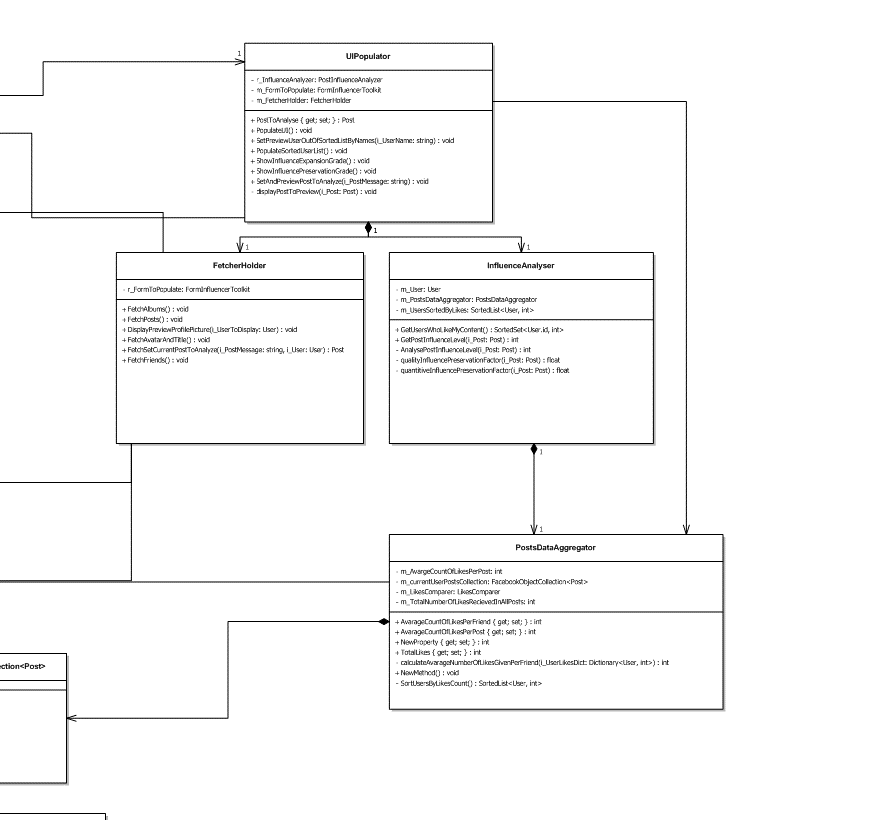 1
UIPopulator
- r_InfluenceAnalyzer: PostInfluenceAnalyzer
- m_FormToPopulate: FormInfluencerToolkit
- m_FetcherHolder: FetcherHolder
+ PostToAnalyse { get; set; } : Post
+ PopulateUI() : void
+ SetPreviewUserOutOfSortedListByNames(i_UserName: string) : void
+ PopulateSortedUserList() : void
+ ShowInfluenceExpansionGrade() : void
+ ShowInfluencePreservationGrade() : void
+ SetAndPreviewPostToAnalyze(i_PostMessage: string) : void
- displayPostToPreview(i_Post: Post) : void
1
1
1
FetcherHolder
- r_FormToPopulate: FormInfluencerToolkit
+ FetchAlbums() : void
+ FetchPosts() : void
+ DisplayPreviewProfilePicture(i_UserToDisplay: User) : void
+ FetchAvatarAndTitle() : void
+ FetchSetCurrentPostToAnalyze(i_PostMessage: string, i_User: User) : Post
+ FetchFriends() : void
InfluenceAnalyser
- m_User: User
- m_PostsDataAggregator: PostsDataAggregator
- m_UsersSortedByLikes: SortedList<User, int>
+ GetUsersWhoLikeMyContent() : SortedSet<User.id, int>
+ GetPostInfluenceLevel(i_Post: Post) : int
- AnalysePostInfluenceLevel(i_Post: Post) : int
- qualityInfluencePreservationFactor(i_Post: Post) : float
- quantitiveInfluencePreservationFactor(i_Post: Post) : float
1
1
PostsDataAggregator
- m_AvargeCountOfLikesPerPost: int
- m_currentUserPostsCollection: FacebookObjectCollection<Post>
- m_LikesComparer: LikesComparer
- m_TotalNumberOfLikesRecievedInAllPosts: int
+ AvarageCountOfLikesPerFriend { get; set; } : int
+ AvarageCountOfLikesPerPost { get; set; } : int
+ NewProperty { get; set; } : int
+ TotalLikes { get; set; } : int
- calculateAvarageNumberOfLikesGivenPerFriend(i_UserLikesDict: Dictionary<User, int>) : int
+ NewMethod() : void
- SortUsersByLikesCount() : SortedList<User, int>
ection<Post>